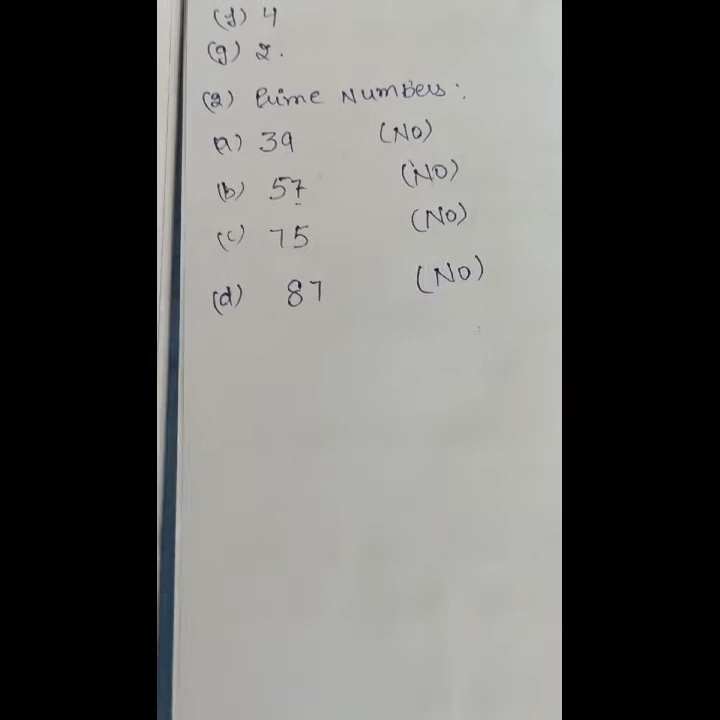 (f) 4
(g) 2.
(2) Prime Numbers:
(a) 39 (NO)
(b) 57 (NO)
(c) 75 (NO)
(d) 87 (NO)